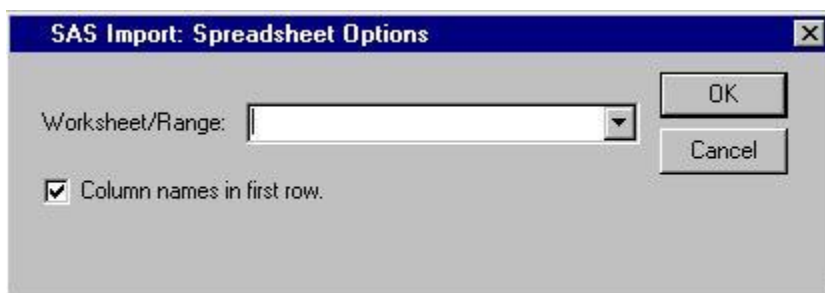 SAS Import: Spreadsheet Options
OK
Worksheet/Range:
Cancel
Column names in first row.